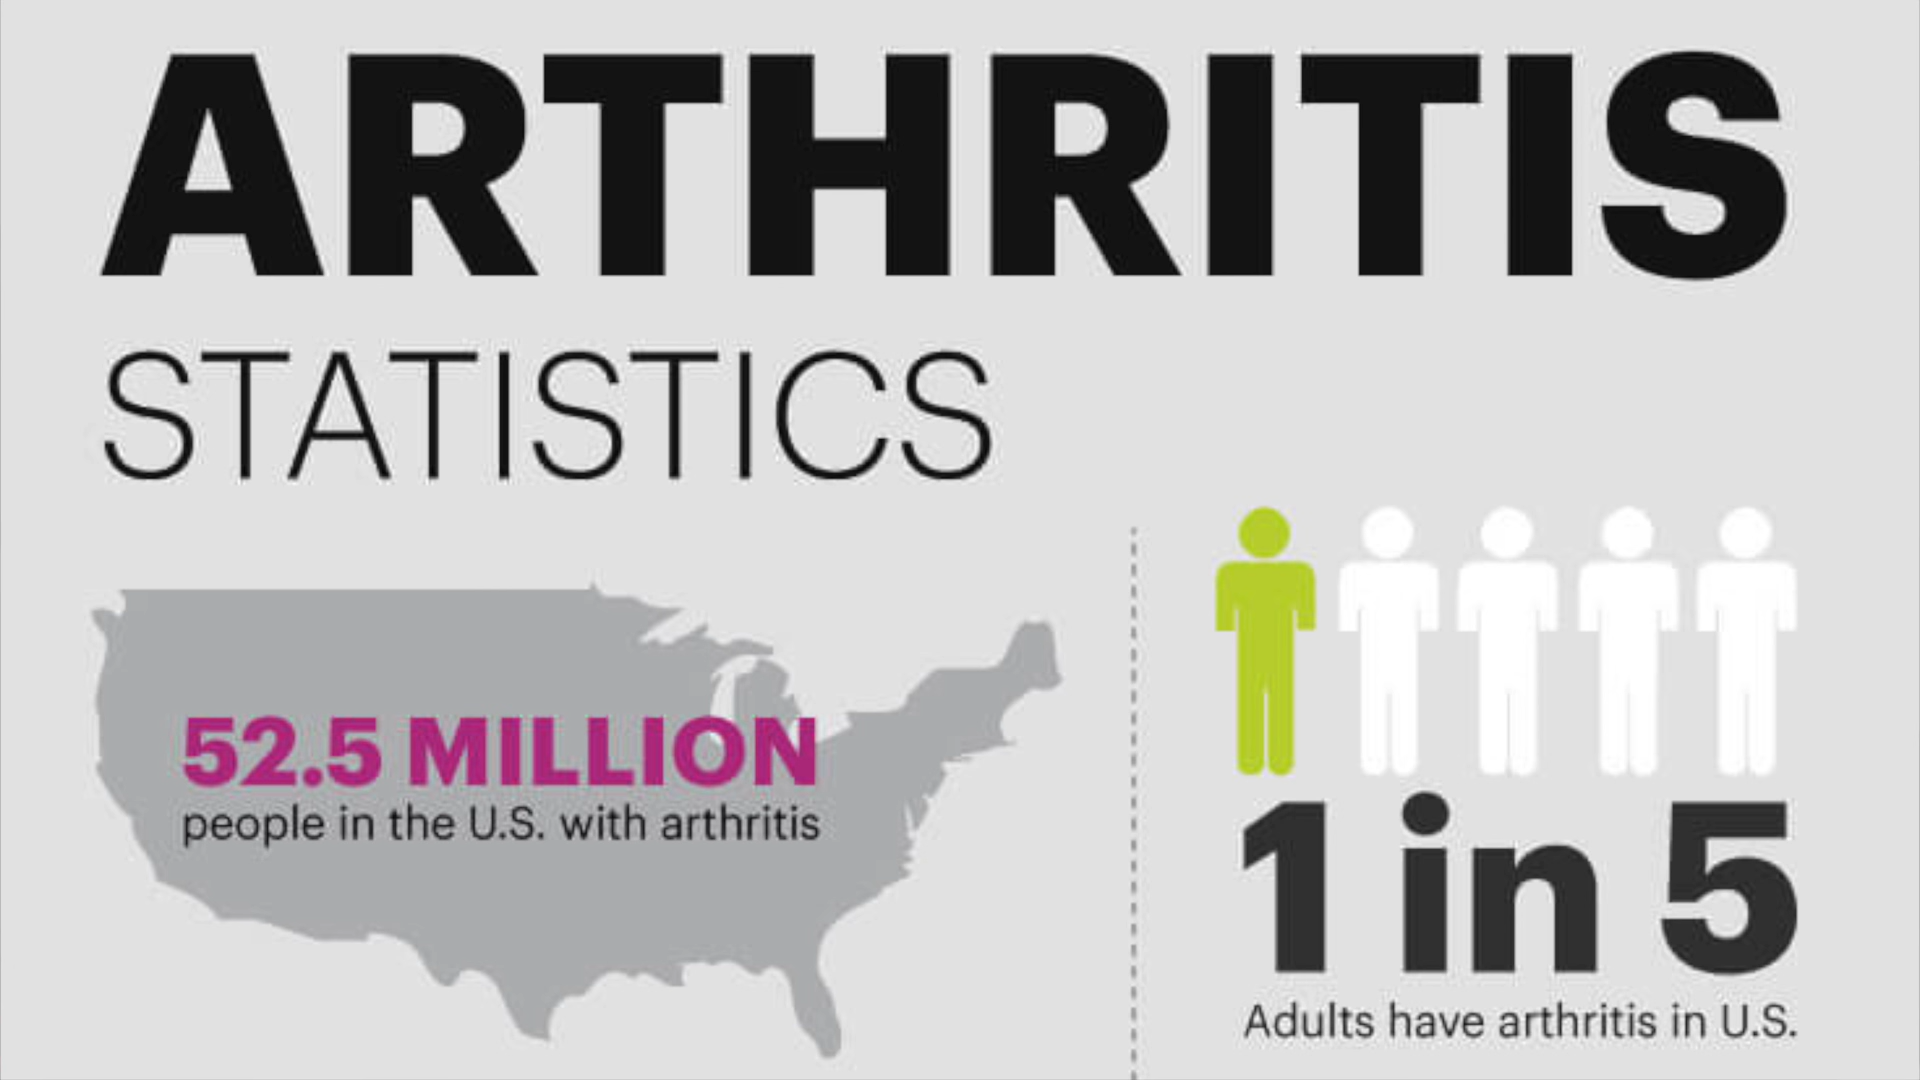 ARTHRITIS
STATISTICS
52.5 MILLION
people in the U.S. with arthritis
1 in 5
Adults have arthritis in U.S.